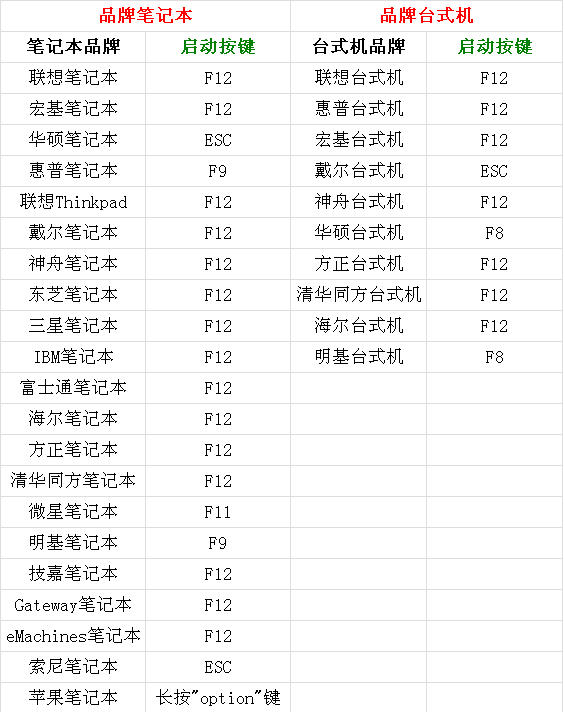 品牌笔记本 品牌台式机
笔记本品牌 启动按键 台式机品牌 启动按键
联想笔记本 F12 联想台式机 F12
宏基笔记本 F12 惠普台式机 F12
华硕笔记本 ESC 宏基台式机 F12
惠普笔记本 F9 戴尔台式机 ESC
联想Thinkpad F12 神舟台式机 F12
戴尔笔记本 F12 华硕台式机 F8
神舟笔记本 F12 方正台式机 F12
东芝笔记本 F12 清华同方台式机 F12
三星笔记本 F12 海尔台式机 F12
IBM笔记本 F12 明基台式机 F8
富士通笔记本 F12
海尔笔记本 F12
方正笔记本 F12
清华同方笔记本 F12
微星笔记本 F11
明基笔记本 F9
技嘉笔记本 F12
Gateway笔记本 F12
eMachines笔记本 F12
索尼笔记本 ESC
苹果笔记本 长按"option"键